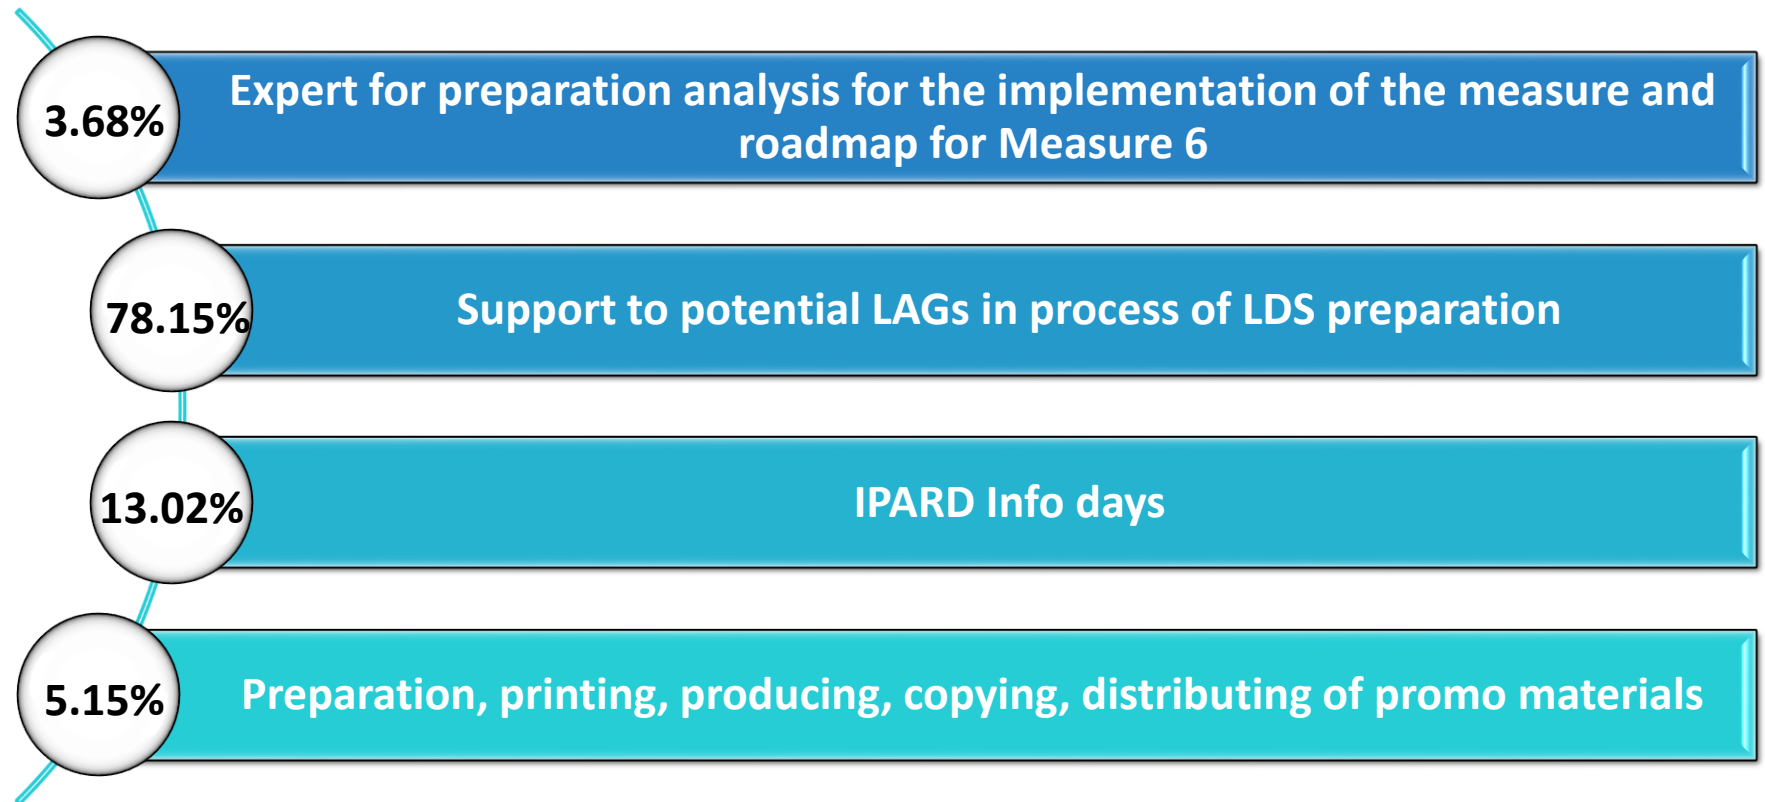 3.68%
Expert for preparation analysis for the implementation of the measure and
roadmap for Measure 6
78.15%
Support to potential LAGs in process of LDS preparation
13.02%
IPARD Info days
5.15%
Preparation, printing, producing, copying, distributing of promo materials